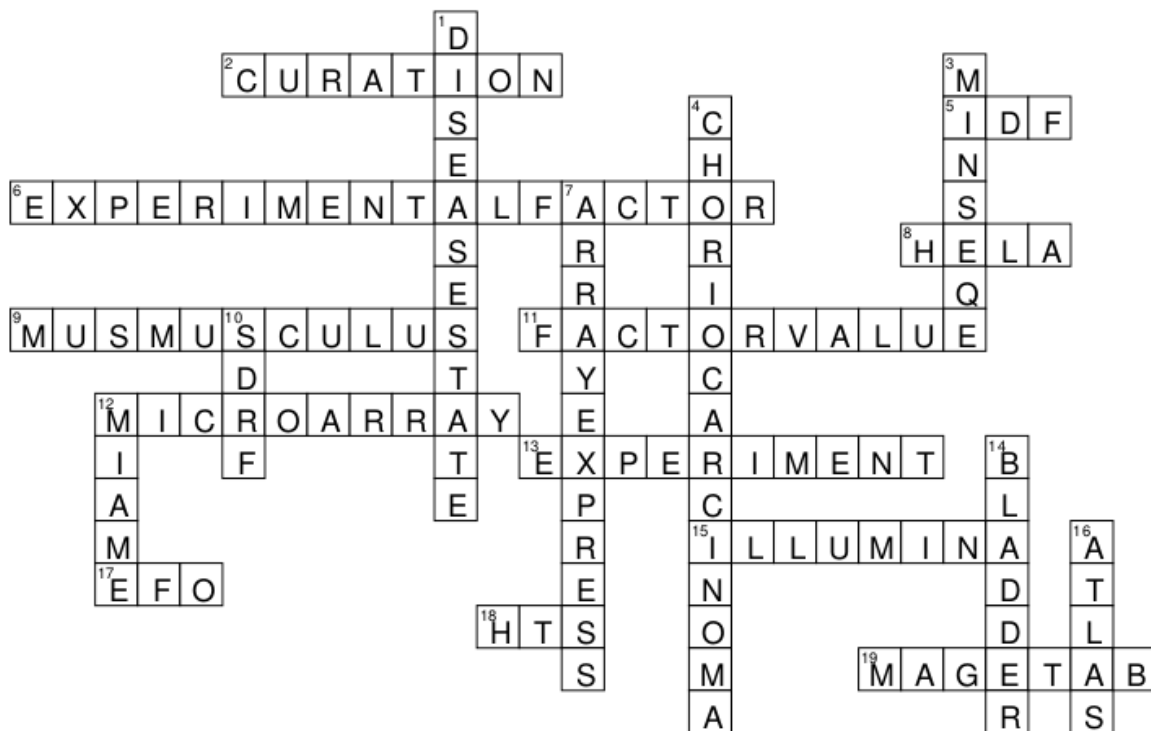 1 DISEASESTATE
2 CURATION
3 MINSEQE
4 CHORIOCARCINOMA
5 IDF
6 EXPERIMENTALFACTOR
7 ARRAYEXPRESS
8 HELA
9 MUSMUSCULUS
10 SDRF
11 FACTORVALUE
12 MICROARRAY
MIAME
13 EXPERIMENT
14 BLADDER
15 ILLUMINA
16 ATLAS
17 EFO
18 HTS
19 MAGETAB